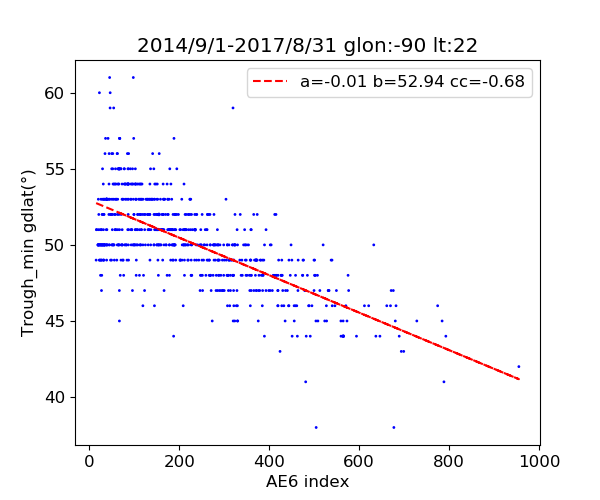 2014/9/1-2017/8/31 glon:-90 lt:22
a=-0.01 b=52.94 cc=-0.68
60
55
50
45
40
Trough_min gdlat(°)
0 200 400 600 800 1000
AE6 index